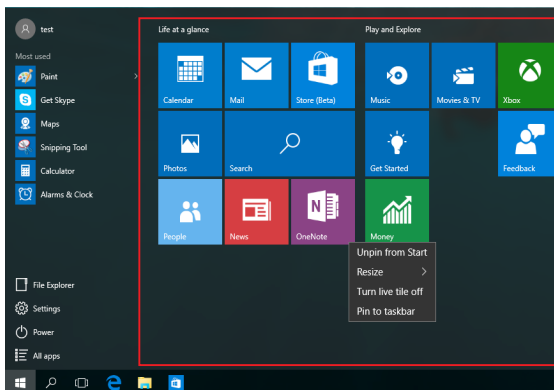 test
Most used
Paint
Get Skype
Maps
Snipping Tool
Calculator
Alarms & Clock
File Explorer
Settings
Power
All apps
Life at a glance
Calendar
Mail
Store (Beta)
Photos
Search
People
News
OneNote
Play and Explore
Music
Movies & TV
Xbox
Get Started
Feedback
Money
Unpin from Start
Resize
Turn live tile off
Pin to taskbar